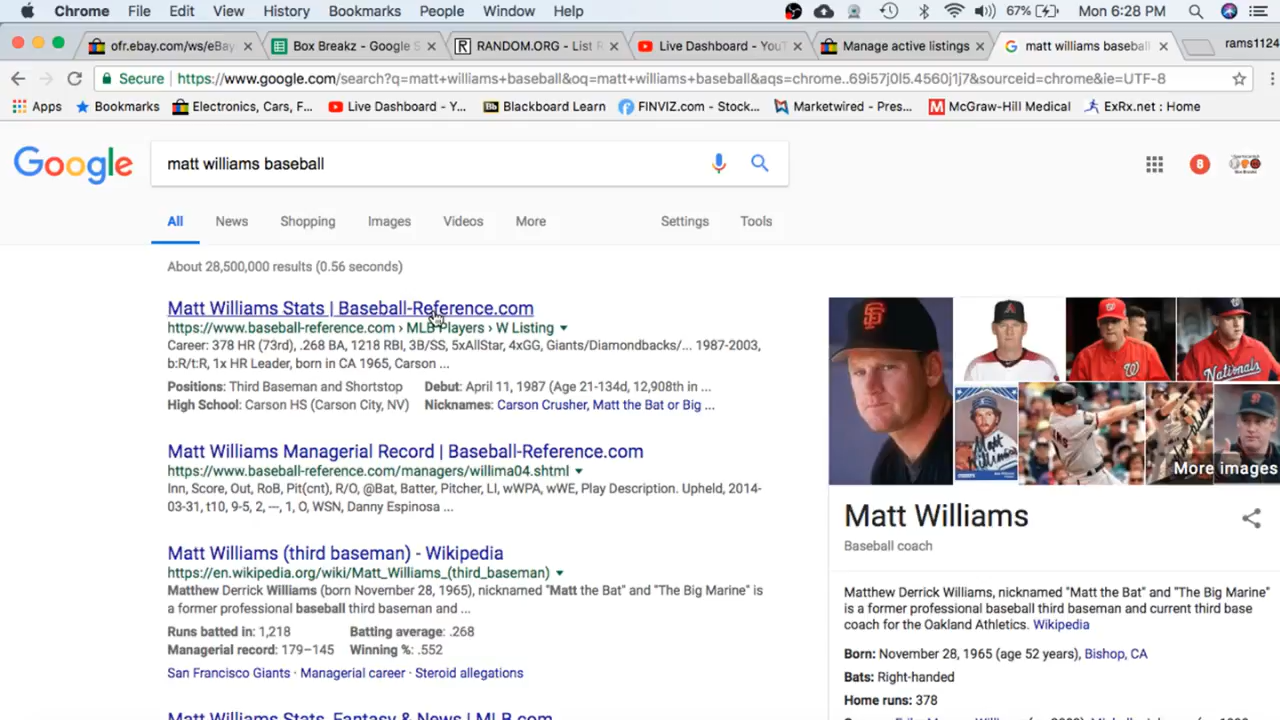 Chrome File Edit View History Bookmarks People Window Help 67% Mon 6:28 PM
ofr.ebay.com/ws/eBay Box Breakz - Google S RANDOM.ORG - List R Live Dashboard - YouT Manage active listings matt williams baseball rams1124
Secure https://www.google.com/search?q=matt+williams+baseball&oq=matt+williams+baseball&aqs=chrome..69i57j0l5.4560j1j7&sourceid=chrome&ie=UTF-8
Apps Bookmarks Electronics, Cars, F... Live Dashboard - Y... Bb Blackboard Learn FINVIZ.com - Stock... Marketwired - Pres... M McGraw-Hill Medical ExRx.net : Home
Google matt williams baseball 8
All News Shopping Images Videos More Settings Tools
About 28,500,000 results (0.56 seconds)
Matt Williams Stats | Baseball-Reference.com
https://www.baseball-reference.com › MLB Players › W Listing
Career: 378 HR (73rd), .268 BA, 1218 RBI, 3B/SS, 5xAllStar, 4xGG, Giants/Diamondbacks/... 1987-2003,
b:R/t:R, 1x HR Leader, born in CA 1965, Carson ...
Positions: Third Baseman and Shortstop Debut: April 11, 1987 (Age 21-134d, 12,908th in ...
High School: Carson HS (Carson City, NV) Nicknames: Carson Crusher, Matt the Bat or Big ...
Matt Williams Managerial Record | Baseball-Reference.com
https://www.baseball-reference.com/managers/willima04.shtml
Inn, Score, Out, RoB, Pit(cnt), R/O, @Bat, Batter, Pitcher, LI, wWPA, wWE, Play Description. Upheld, 2014-
03-31, t10, 9-5, 2, ---, 1, O, WSN, Danny Espinosa ...
Matt Williams (third baseman) - Wikipedia
https://en.wikipedia.org/wiki/Matt_Williams_(third_baseman)
Matthew Derrick Williams (born November 28, 1965), nicknamed "Matt the Bat" and "The Big Marine" is
a former professional baseball third baseman and ...
Runs batted in: 1,218 Batting average: .268
Managerial record: 179–145 Winning %: .552
San Francisco Giants · Managerial career · Steroid allegations
Matt Williams Stats, Fantasy & News | MLB.com
More images
Matt Williams
Baseball coach
Matthew Derrick Williams, nicknamed "Matt the Bat" and "The Big Marine"
is a former professional baseball third baseman and current third base
coach for the Oakland Athletics. Wikipedia
Born: November 28, 1965 (age 52 years), Bishop, CA
Bats: Right-handed
Home runs: 378